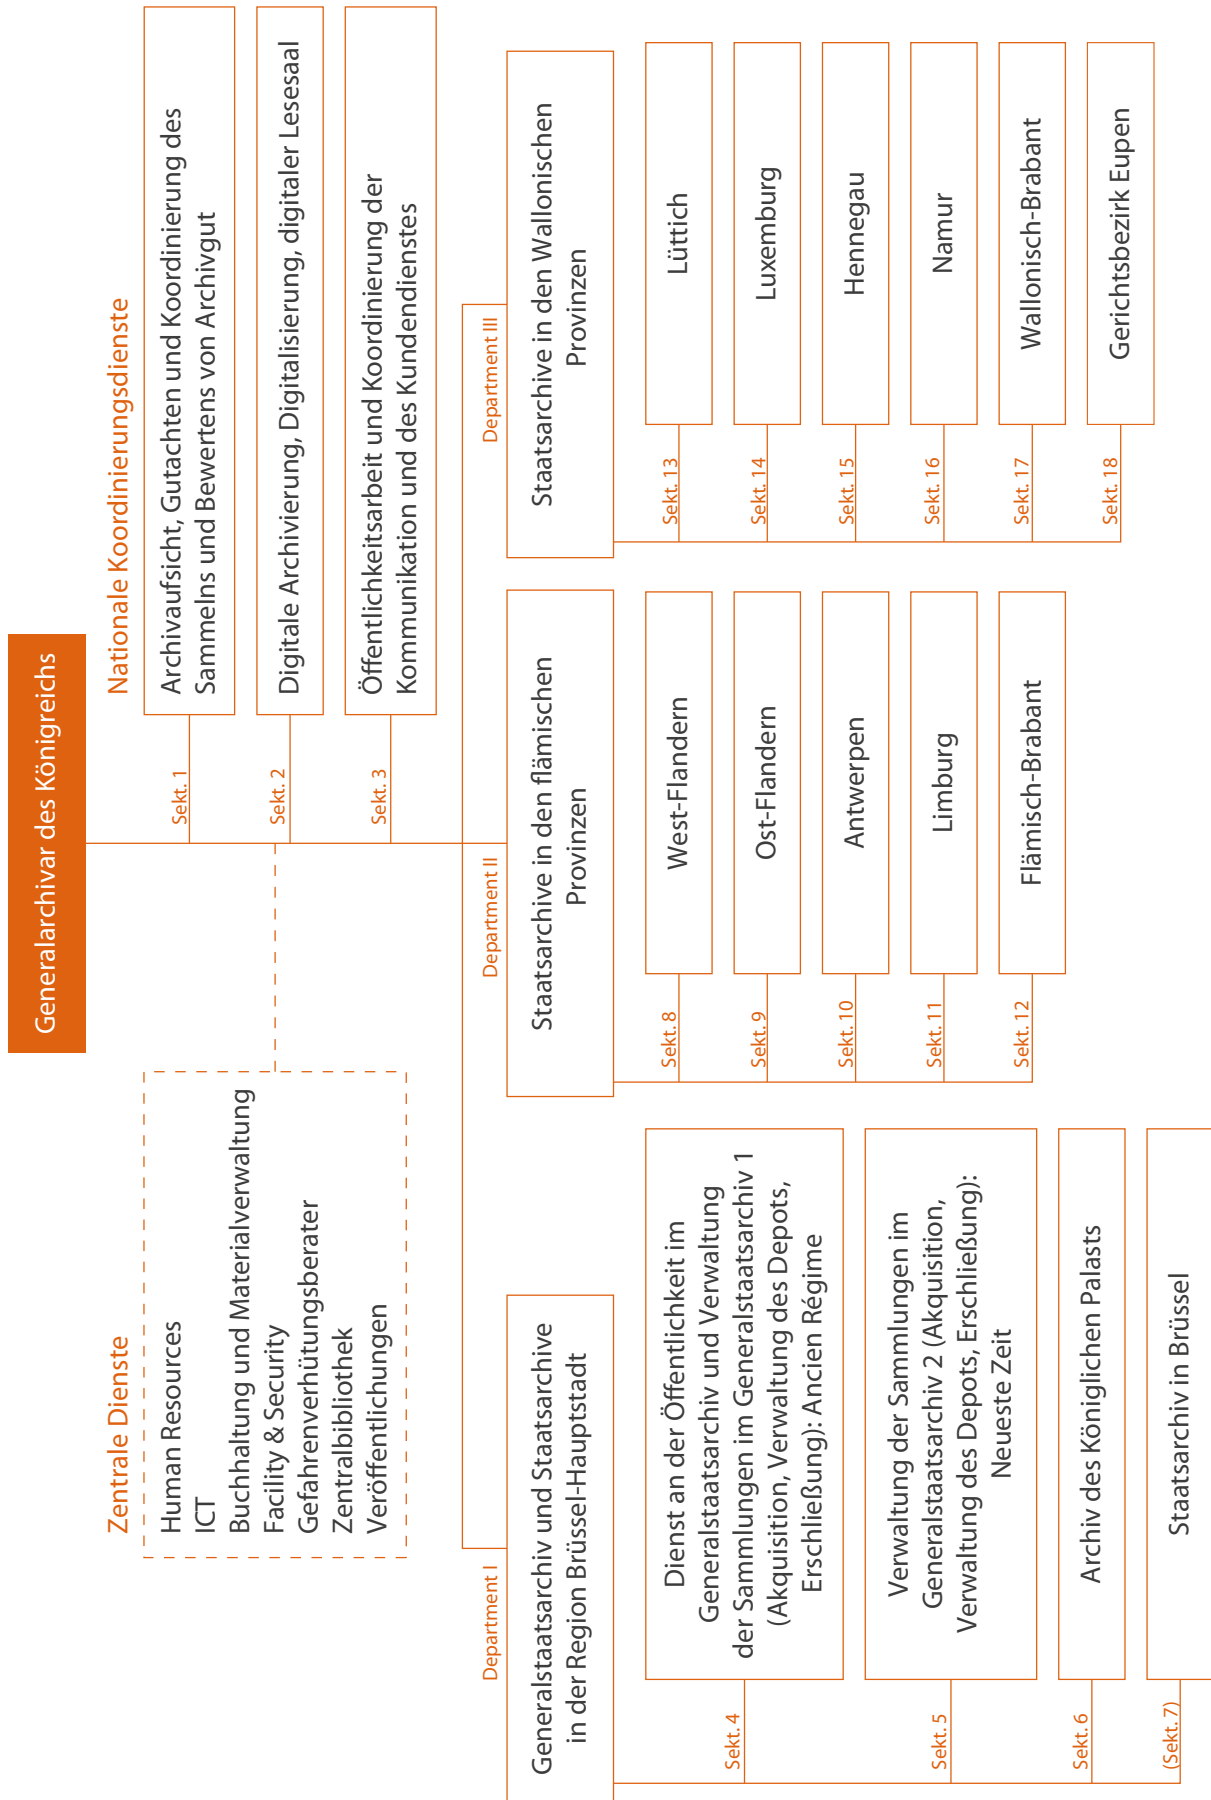 Generalarchivar des Königreichs
Zentrale Dienste
Human Resources
ICT
Buchhaltung und Materialverwaltung
Facility & Security
Gefahrenverhütungsberater
Zentralbibliothek
Veröffentlichungen
Nationale Koordinierungsdienste
Sekt. 1
Archivaufsicht, Gutachten und Koordinierung des
Sammelns und Bewertens von Archivgut
Sekt. 2
Digitale Archivierung, Digitalisierung, digitaler Lesesaal
Sekt. 3
Öffentlichkeitsarbeit und Koordinierung der
Kommunikation und des Kundendienstes
Department I
Generalstaatsarchiv und Staatsarchive
in der Region Brüssel-Hauptstadt
Sekt. 4
Dienst an der Öffentlichkeit im
Generalstaatsarchiv und Verwaltung
der Sammlungen im Generalstaatsarchiv 1
(Akquisition, Verwaltung des Depots,
Erschließung): Ancien Régime
Sekt. 5
Verwaltung der Sammlungen im
Generalstaatsarchiv 2 (Akquisition,
Verwaltung des Depots, Erschließung):
Neueste Zeit
Sekt. 6
Archiv des Königlichen Palasts
(Sekt. 7)
Staatsarchiv in Brüssel
Department II
Staatsarchive in den flämischen
Provinzen
Sekt. 8
West-Flandern
Sekt. 9
Ost-Flandern
Sekt. 10
Antwerpen
Sekt. 11
Limburg
Sekt. 12
Flämisch-Brabant
Department III
Staatsarchive in den Wallonischen
Provinzen
Sekt. 13
Lüttich
Sekt. 14
Luxemburg
Sekt. 15
Hennegau
Sekt. 16
Namur
Sekt. 17
Wallonisch-Brabant
Sekt. 18
Gerichtsbezirk Eupen